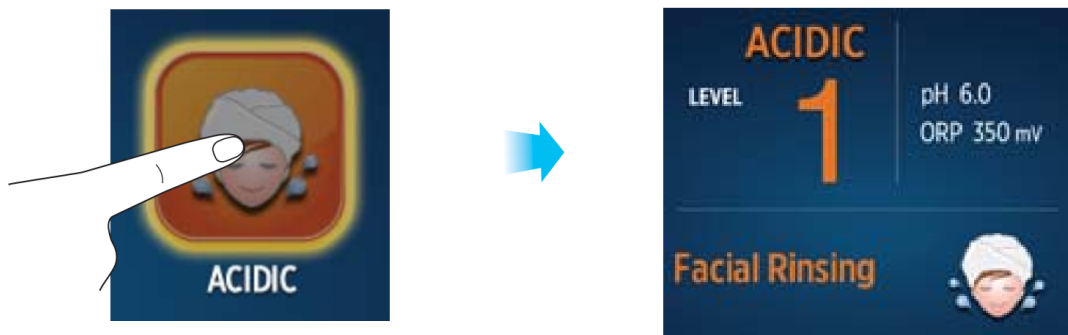 ACIDIC
ACIDIC
LEVEL 1
pH 6.0
ORP 350 mV
Facial Rinsing